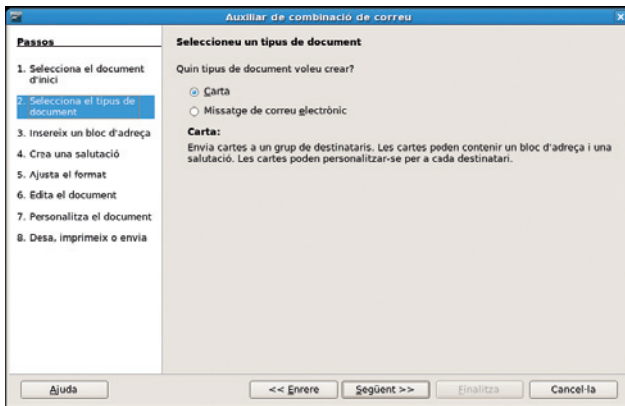 Auxiliar de combinació de correu
Passos
1. Selecciona el document
d'inici
2. Selecciona el tipus de
document
3. Insereix un bloc d'adreça
4. Crea una salutació
5. Ajusta el format
6. Edita el document
7. Personalitza el document
8. Desa, imprimeix o envia
Seleccioneu un tipus de document
Quin tipus de document voleu crear?
Carta
Missatge de correu electrònic
Carta:
Envia cartes a un grup de destinataris. Les cartes poden contenir un bloc d'adreça i una
salutació. Les cartes poden personalitzar-se per a cada destinatari.
Ajuda
<< Enrere
Següent >>
Finalitza
Cancel·la